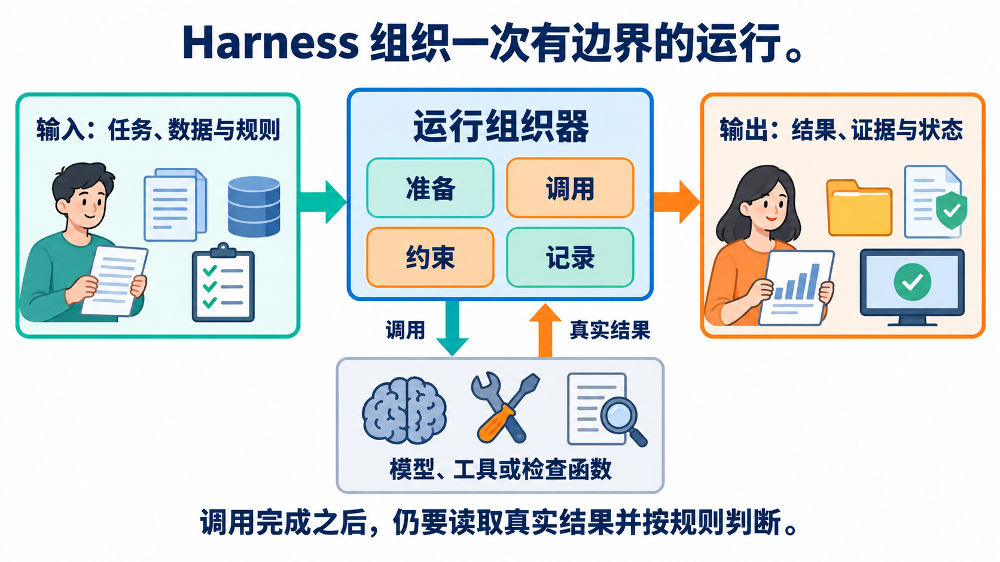 Harness 组织一次有边界的运行。
输入：任务、数据与规则
运行组织器
准备
调用
约束
记录
输出：结果、证据与状态
调用
真实结果
模型、工具或检查函数
调用完成之后，仍要读取真实结果并按规则判断。